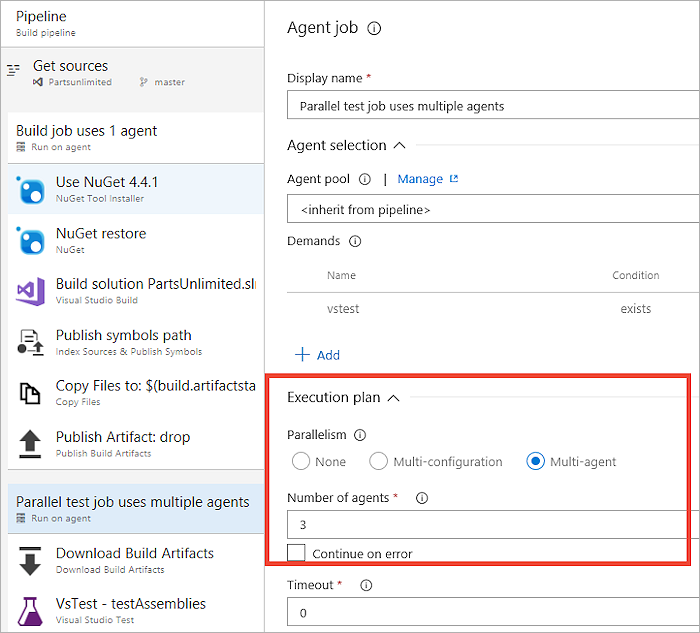 Pipeline
Build pipeline
Get sources
Partsunlimited master
Build job uses 1 agent
Run on agent
Use NuGet 4.4.1
NuGet Tool Installer
NuGet restore
NuGet
Build solution PartsUnlimited.sln
Visual Studio Build
Publish symbols path
Index Sources & Publish Symbols
Copy Files to: $(build.artifactsta
Copy Files
Publish Artifact: drop
Publish Build Artifacts
Parallel test job uses multiple agents
Run on agent
Download Build Artifacts
Download Build Artifacts
VsTest - testAssemblies
Visual Studio Test
Agent job
Display name *
Parallel test job uses multiple agents
Agent selection
Agent pool | Manage
<inherit from pipeline>
Demands
Name Condition
vstest exists
+ Add
Execution plan
Parallelism
None Multi-configuration Multi-agent
Number of agents *
3
Continue on error
Timeout *
0